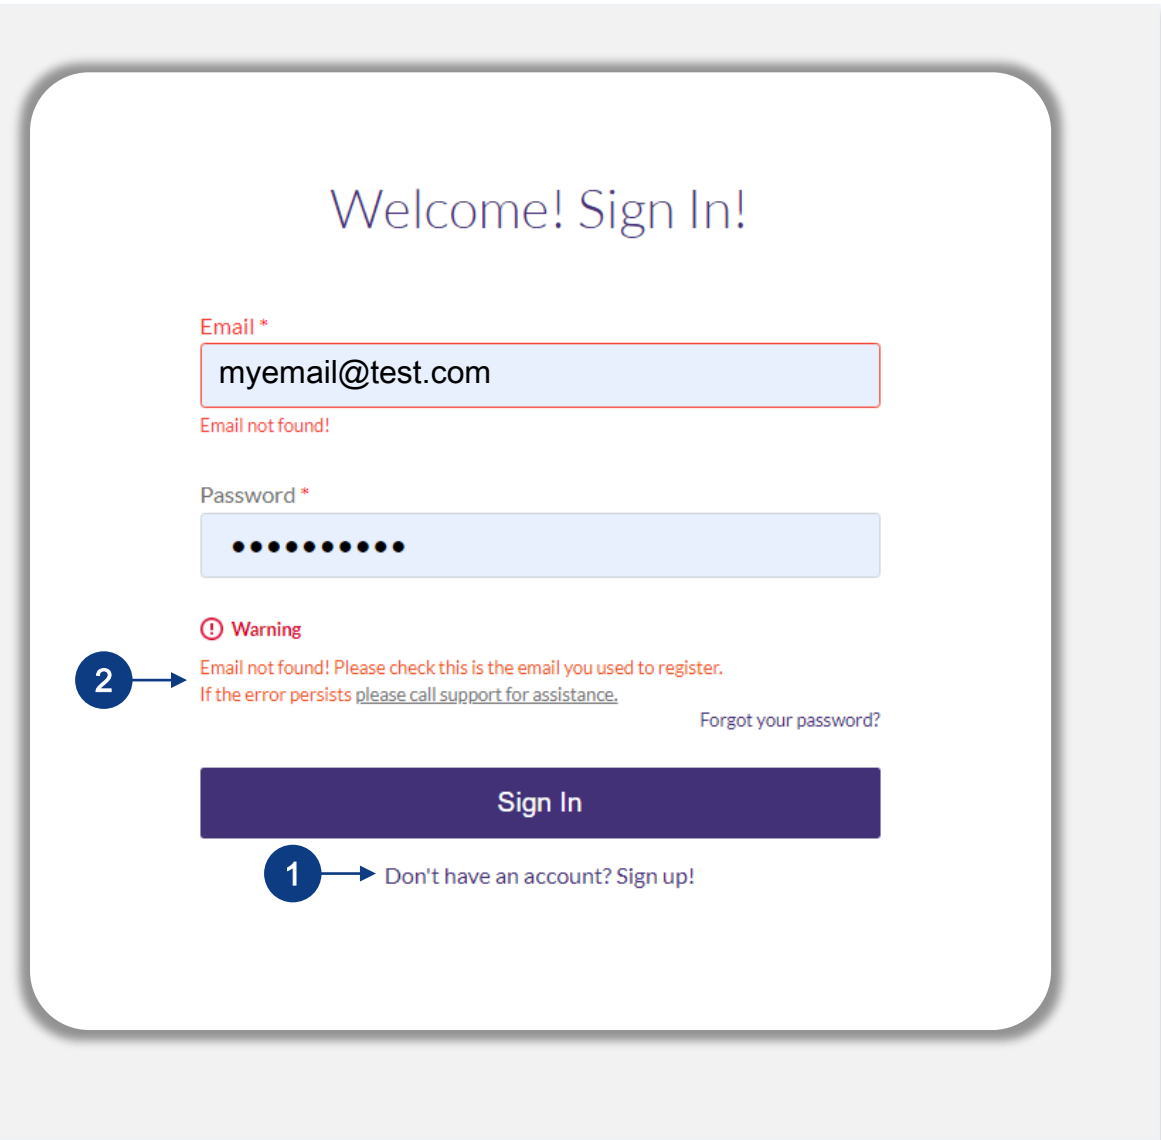 Welcome! Sign In!
Email *
myemail@test.com
Email not found!
Password *
••••••••••
Warning
2
Email not found! Please check this is the email you used to register.
If the error persists please call support for assistance.
Forgot your password?
Sign In
1
Don't have an account? Sign up!